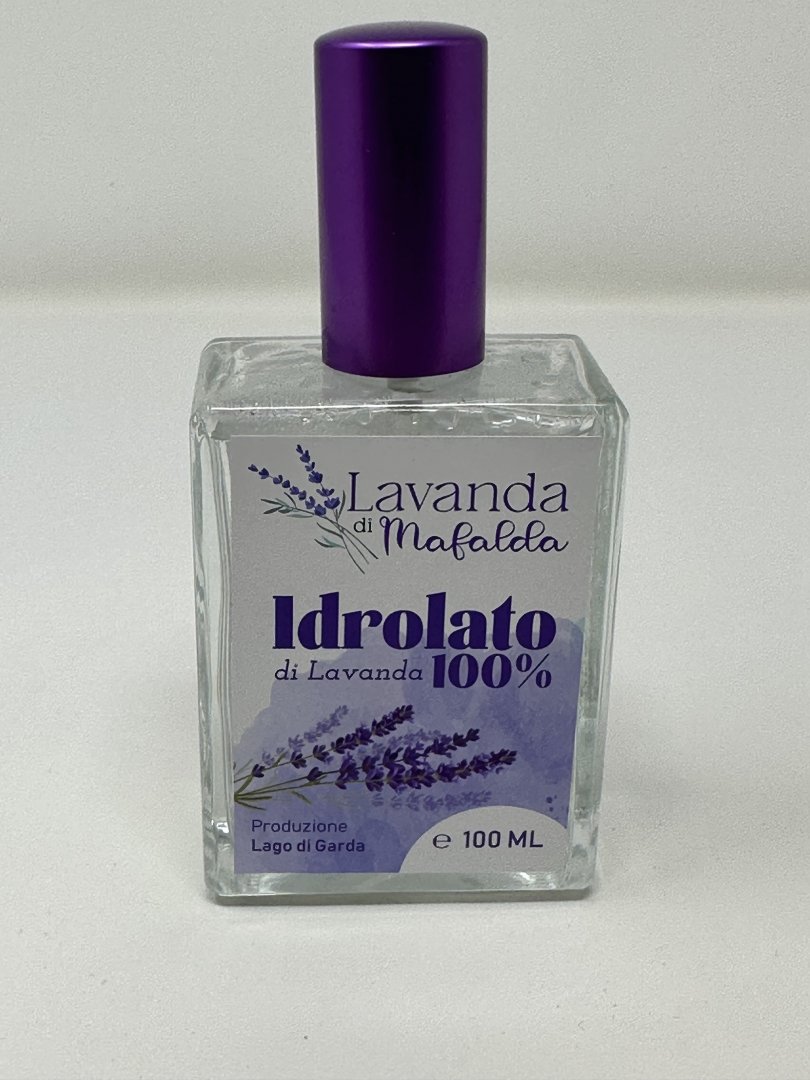 Lavanda
di Mafalda
Idrolato
di Lavanda 100%
Produzione
Lago di Garda
℮ 100 ML